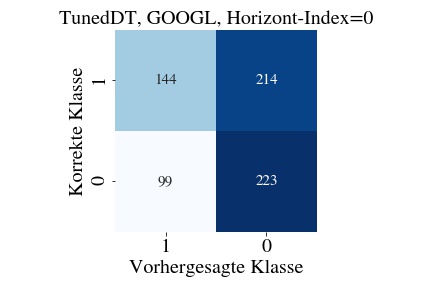 TunedDT, GOOGL, Horizont-Index=0
Korrekte Klasse
1
144
214
0
99
223
1
0
Vorhergesagte Klasse